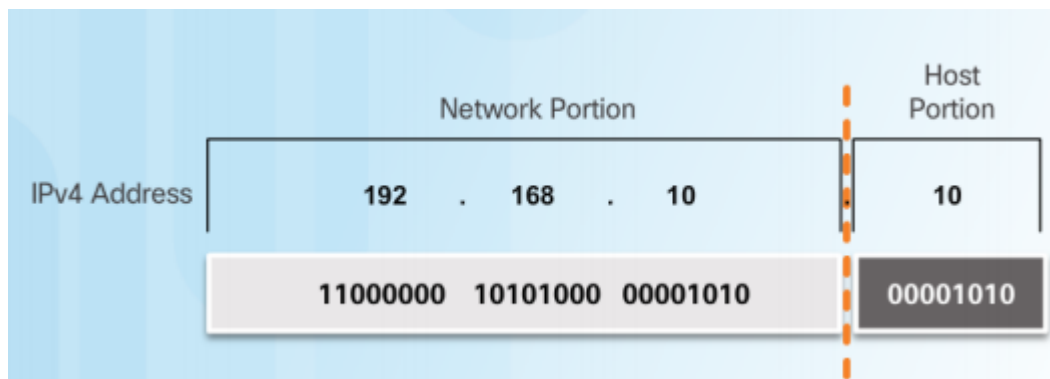 Host
Network Portion Portion
IPv4 Address 192 . 168 . 10 . 10
11000000 10101000 00001010 00001010